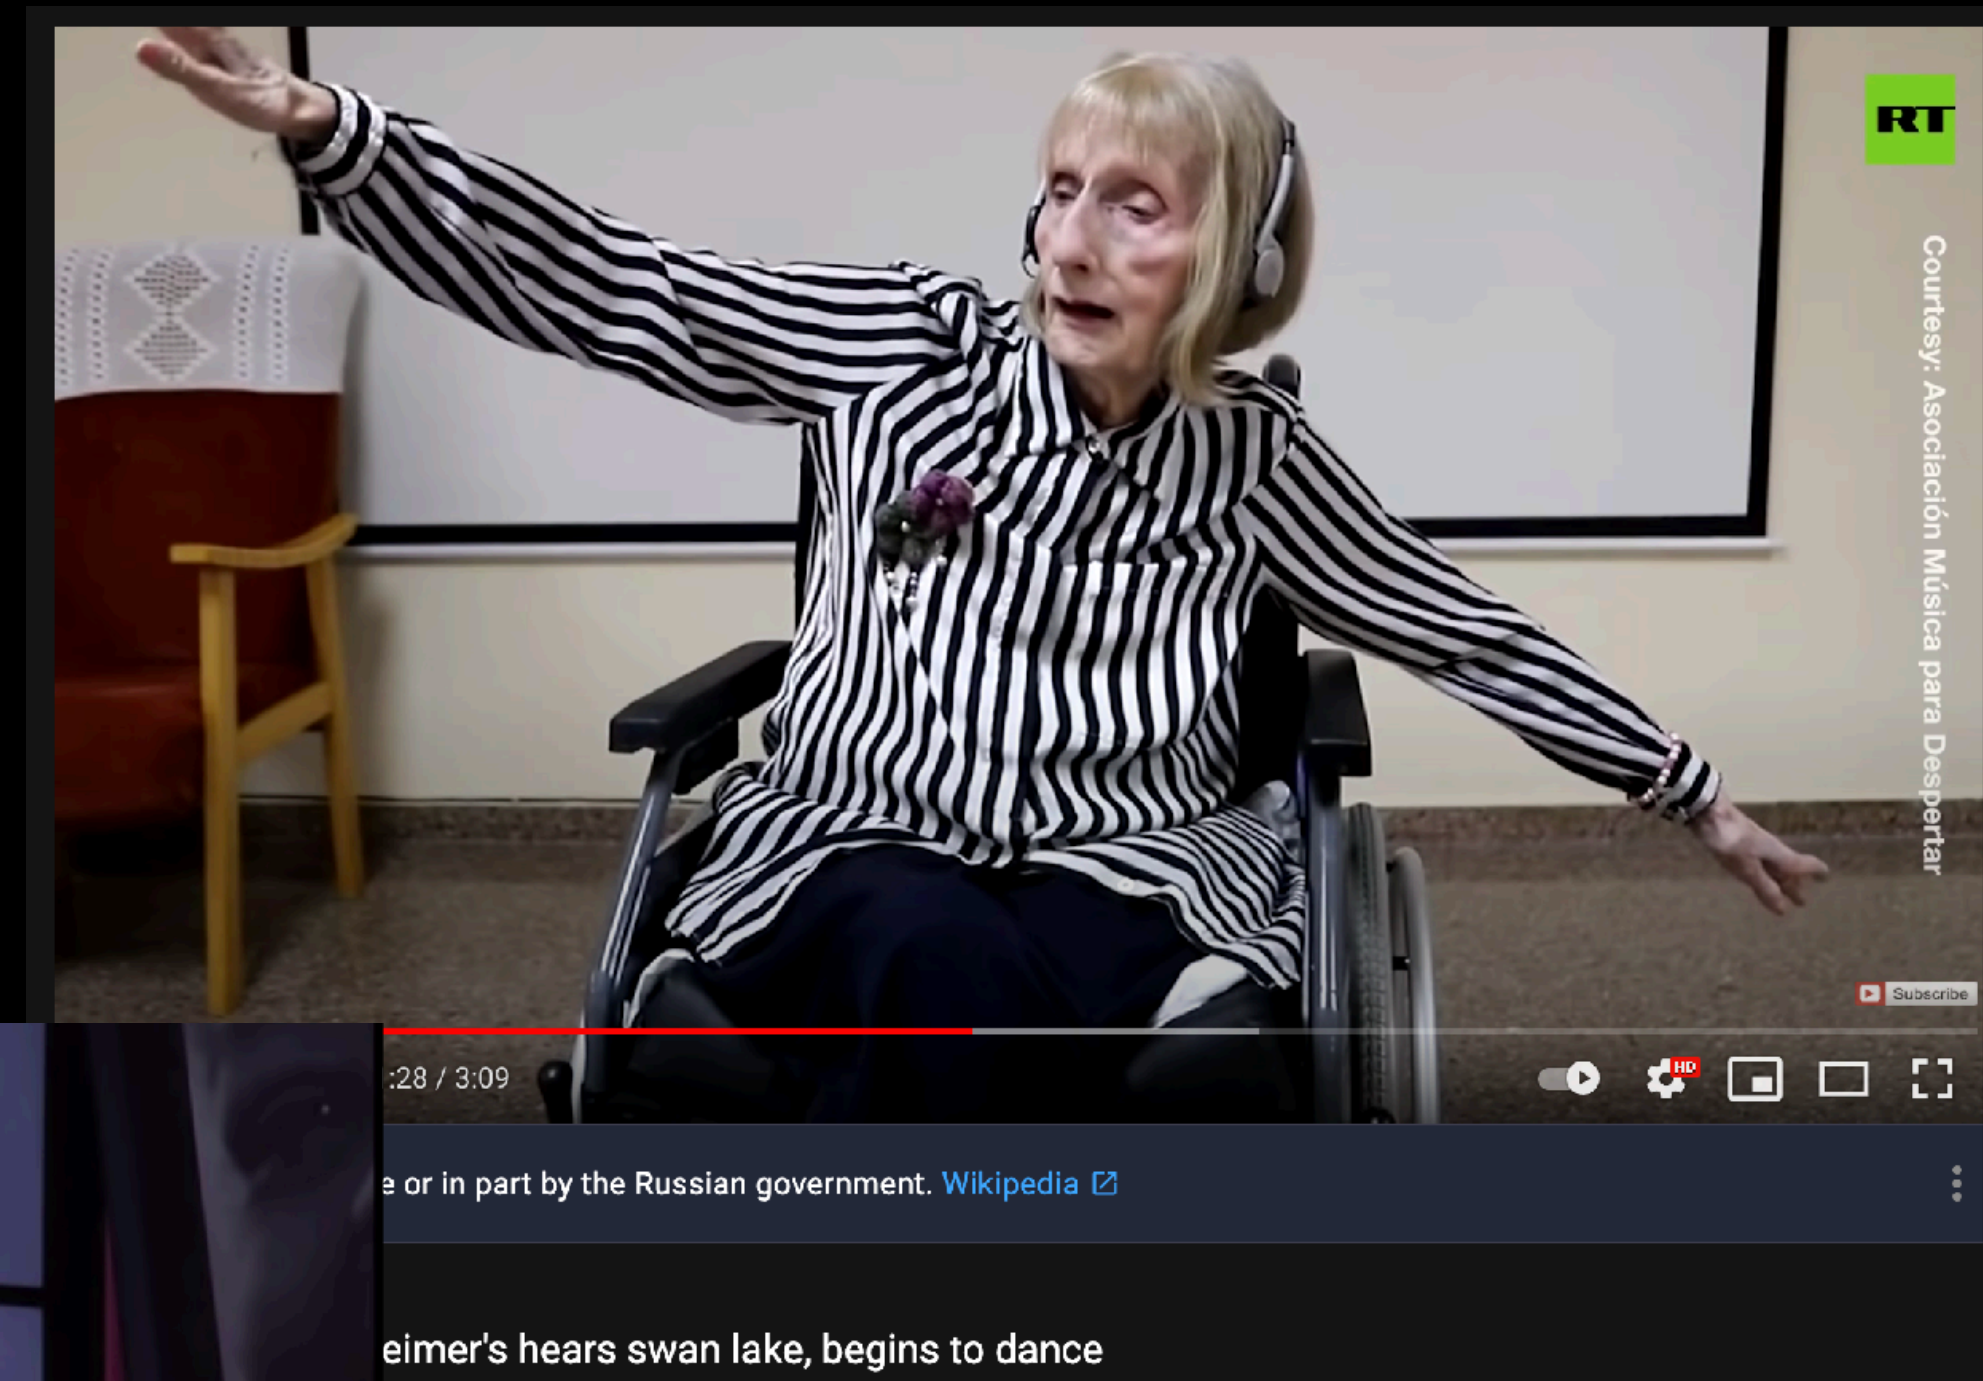 RT
Courtesy: Asociación Música para Despertar
Subscribe
:28 / 3:09
HD
e or in part by the Russian government. Wikipedia
eimer's hears swan lake, begins to dance